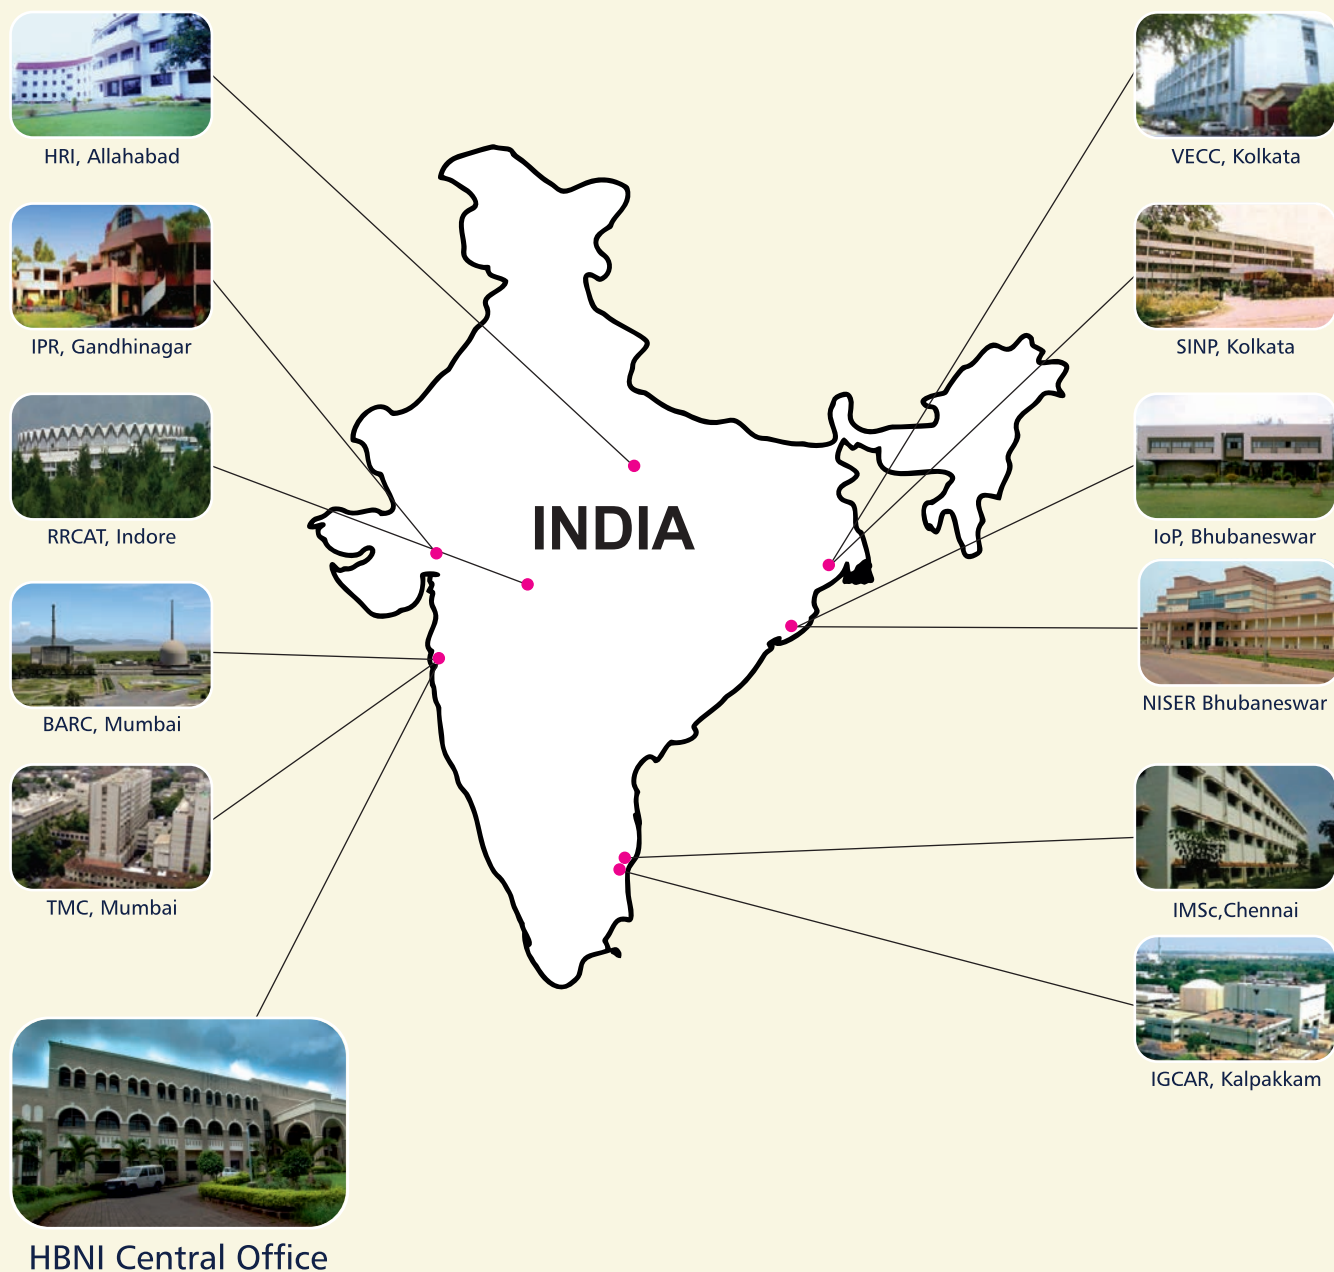 HRI, Allahabad
IPR, Gandhinagar
RRCAT, Indore
BARC, Mumbai
TMC, Mumbai
HBNI Central Office
INDIA
VECC, Kolkata
SINP, Kolkata
IoP, Bhubaneswar
NISER Bhubaneswar
IMSc,Chennai
IGCAR, Kalpakkam